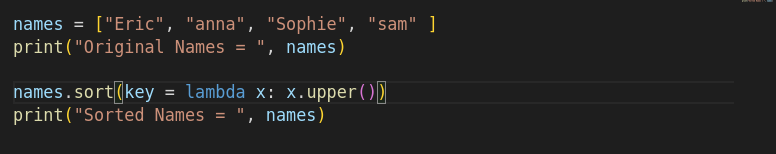 names = ["Eric", "anna", "Sophie", "sam" ]
print("Original Names = ", names)
names.sort(key = lambda x: x.upper())
print("Sorted Names = ", names)